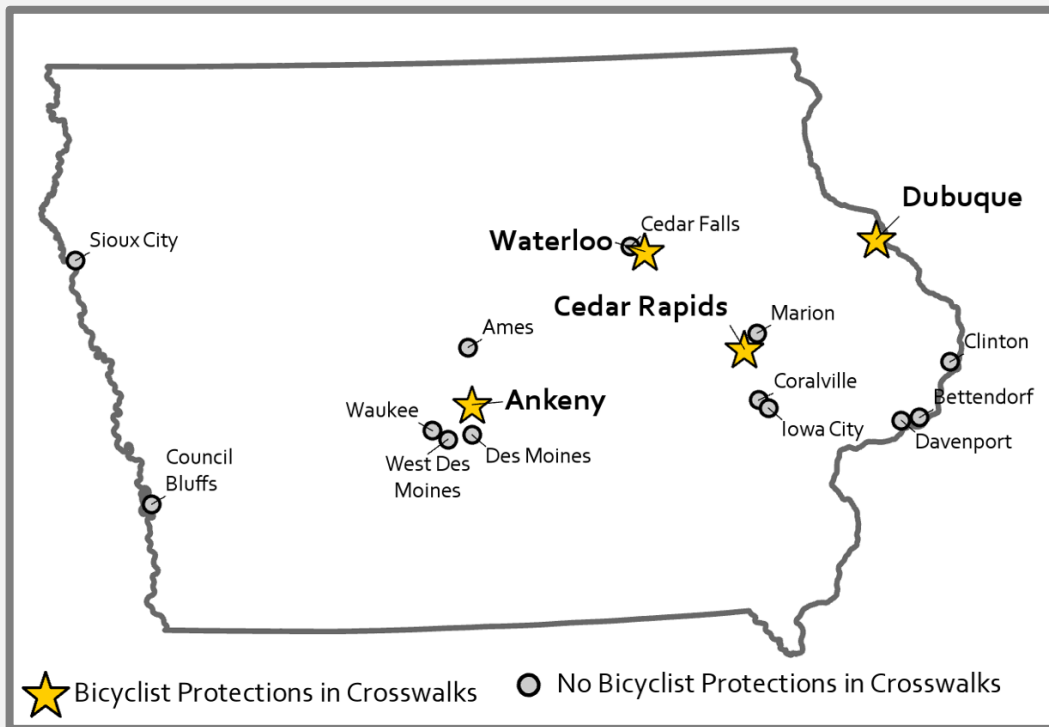 Dubuque
Waterloo
Cedar Falls
Sioux City
Cedar Rapids
Marion
Ames
Clinton
Coralville
Bettendorf
Ankeny
Waukee
Iowa City
Davenport
Des Moines
West Des
Moines
Council
Bluffs
Bicyclist Protections in Crosswalks
No Bicyclist Protections in Crosswalks